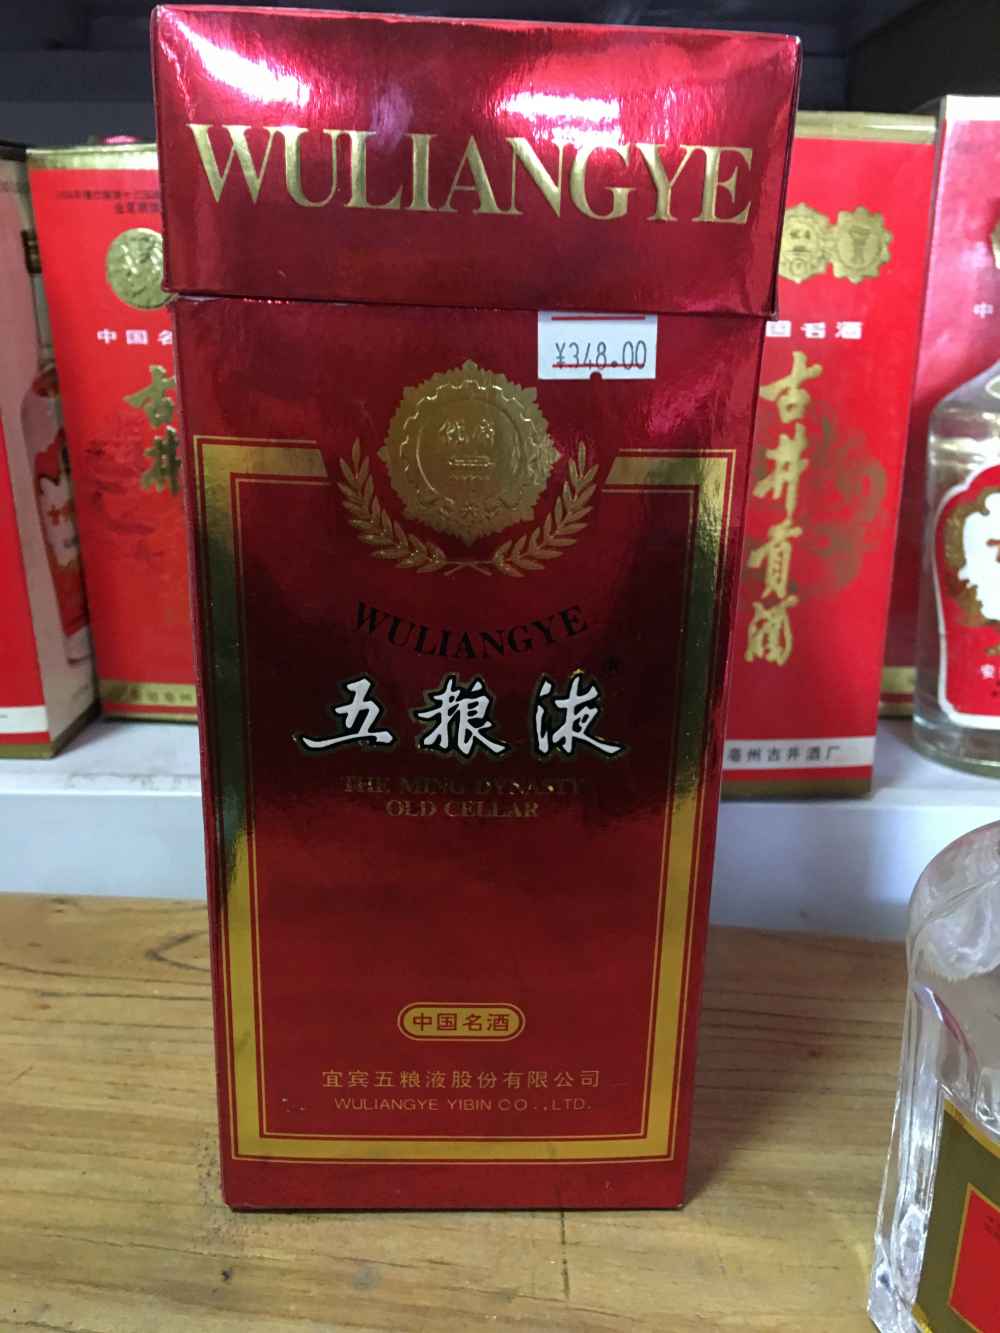 WULIANGYE
¥348.00
WULIANGYE
五粮液
THE MING DYNASTY
OLD CELLAR
中国名酒
宜宾五粮液股份有限公司
WULIANGYE YIBIN CO.,LTD.
中国名
古井
国名酒
古井贡酒
亳州古井酒厂
中
安